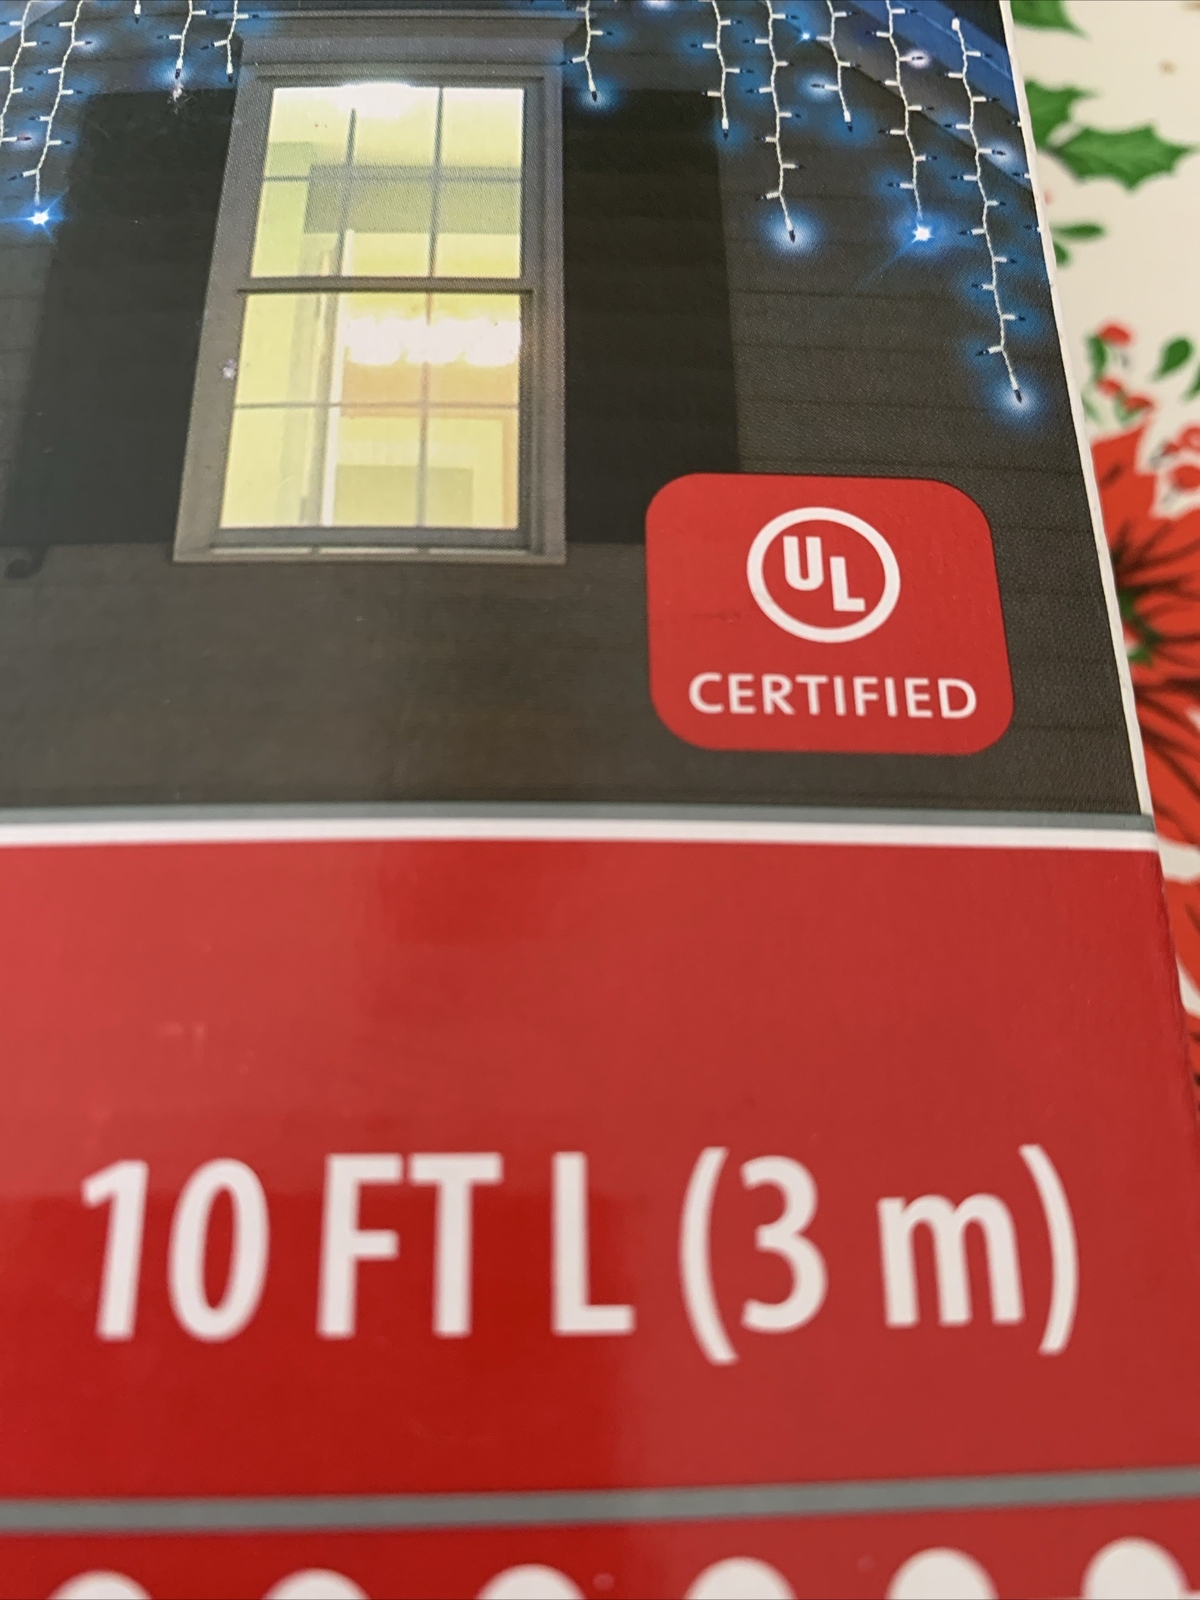 UL
CERTIFIED
10 FT L (3 m)